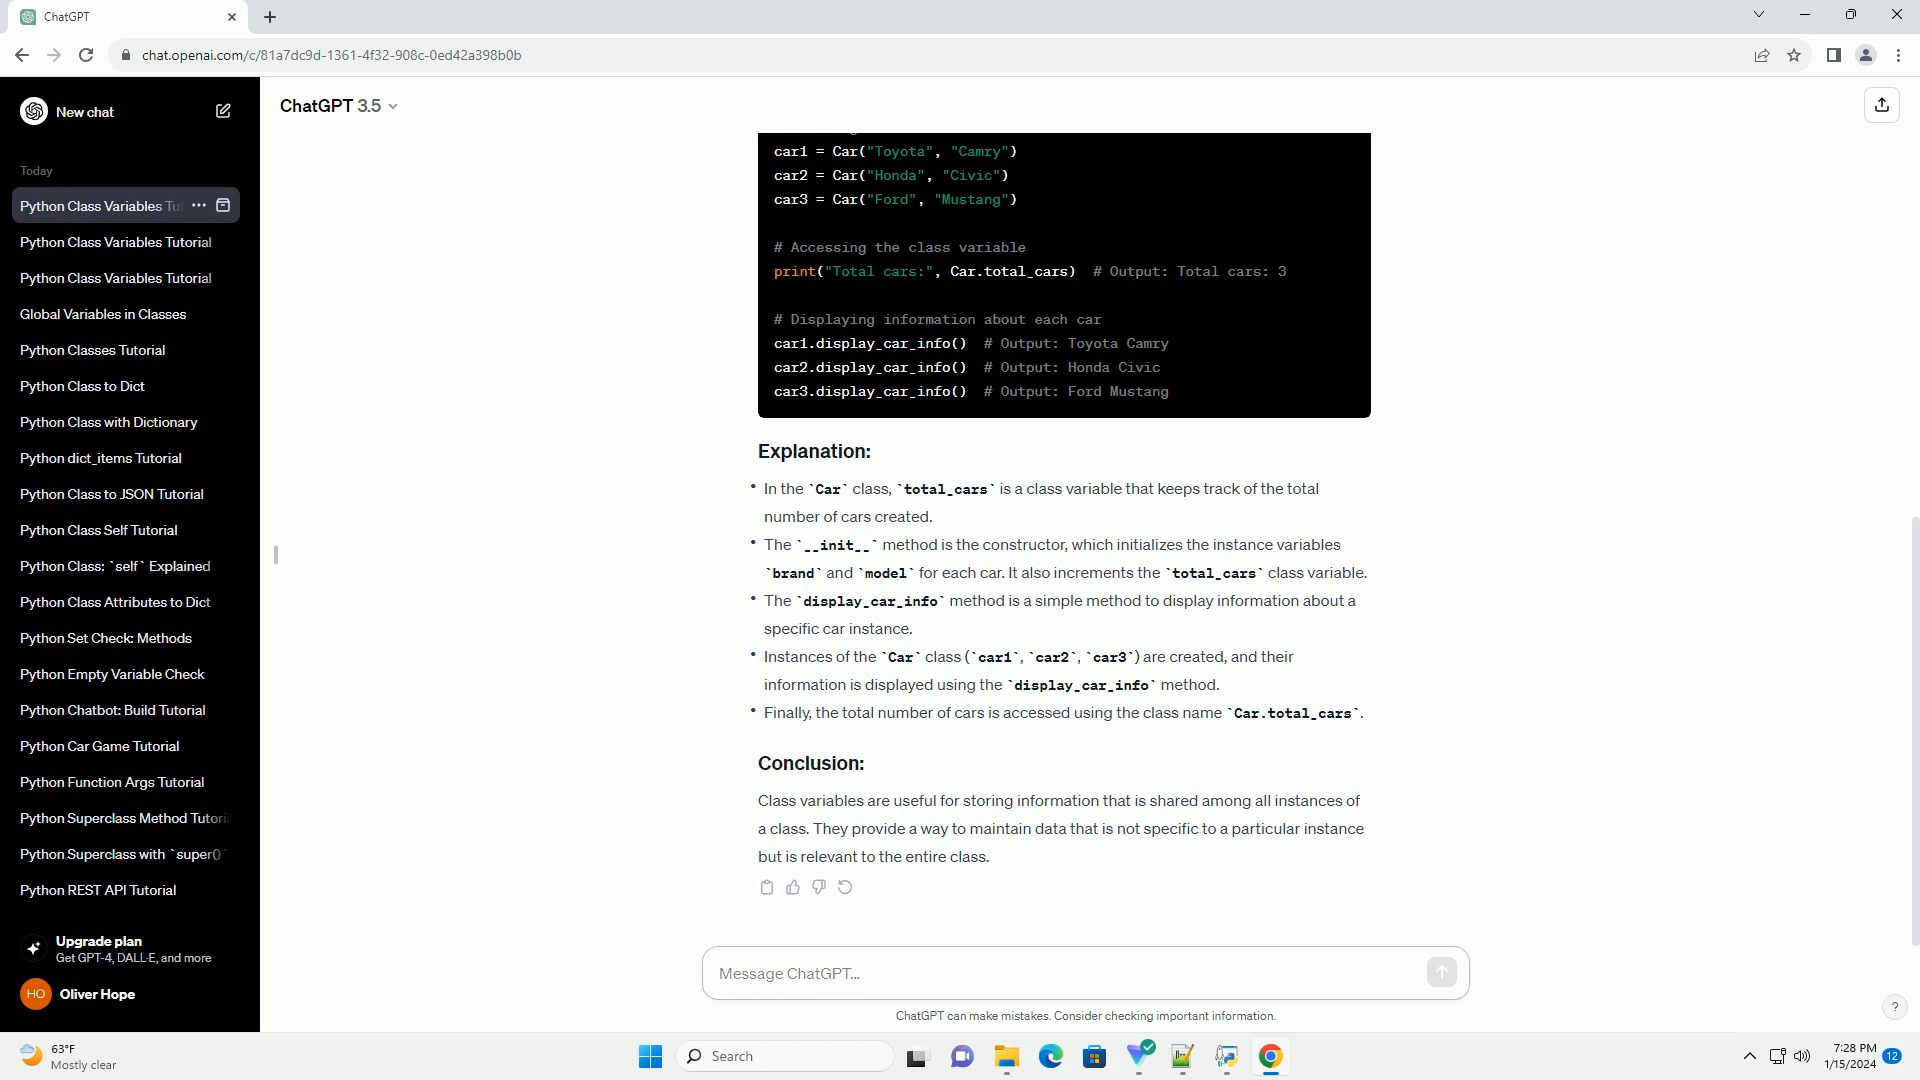 ChatGPT
chat.openai.com/c/81a7dc9d-1361-4f32-908c-0ed42a398b0b
New chat
Today
Python Class Variables Tu
Python Class Variables Tutorial
Python Class Variables Tutorial
Global Variables in Classes
Python Classes Tutorial
Python Class to Dict
Python Class with Dictionary
Python dict_items Tutorial
Python Class to JSON Tutorial
Python Class Self Tutorial
Python Class: `self` Explained
Python Class Attributes to Dict
Python Set Check: Methods
Python Empty Variable Check
Python Chatbot: Build Tutorial
Python Car Game Tutorial
Python Function Args Tutorial
Python Superclass Method Tutoria
Python Superclass with `super()`
Python REST API Tutorial
Upgrade plan
Get GPT-4, DALL·E, and more
HO Oliver Hope
ChatGPT 3.5
car1 = Car("Toyota", "Camry")
car2 = Car("Honda", "Civic")
car3 = Car("Ford", "Mustang")
# Accessing the class variable
print("Total cars:", Car.total_cars)  # Output: Total cars: 3
# Displaying information about each car
car1.display_car_info()  # Output: Toyota Camry
car2.display_car_info()  # Output: Honda Civic
car3.display_car_info()  # Output: Ford Mustang
Explanation:
• In the `Car` class, `total_cars` is a class variable that keeps track of the total
number of cars created.
• The `__init__` method is the constructor, which initializes the instance variables
`brand` and `model` for each car. It also increments the `total_cars` class variable.
• The `display_car_info` method is a simple method to display information about a
specific car instance.
• Instances of the `Car` class (`car1`, `car2`, `car3`) are created, and their
information is displayed using the `display_car_info` method.
• Finally, the total number of cars is accessed using the class name `Car.total_cars`.
Conclusion:
Class variables are useful for storing information that is shared among all instances of
a class. They provide a way to maintain data that is not specific to a particular instance
but is relevant to the entire class.
Message ChatGPT...
ChatGPT can make mistakes. Consider checking important information.
?
63°F
Mostly clear
Search
7:28 PM
1/15/2024
12